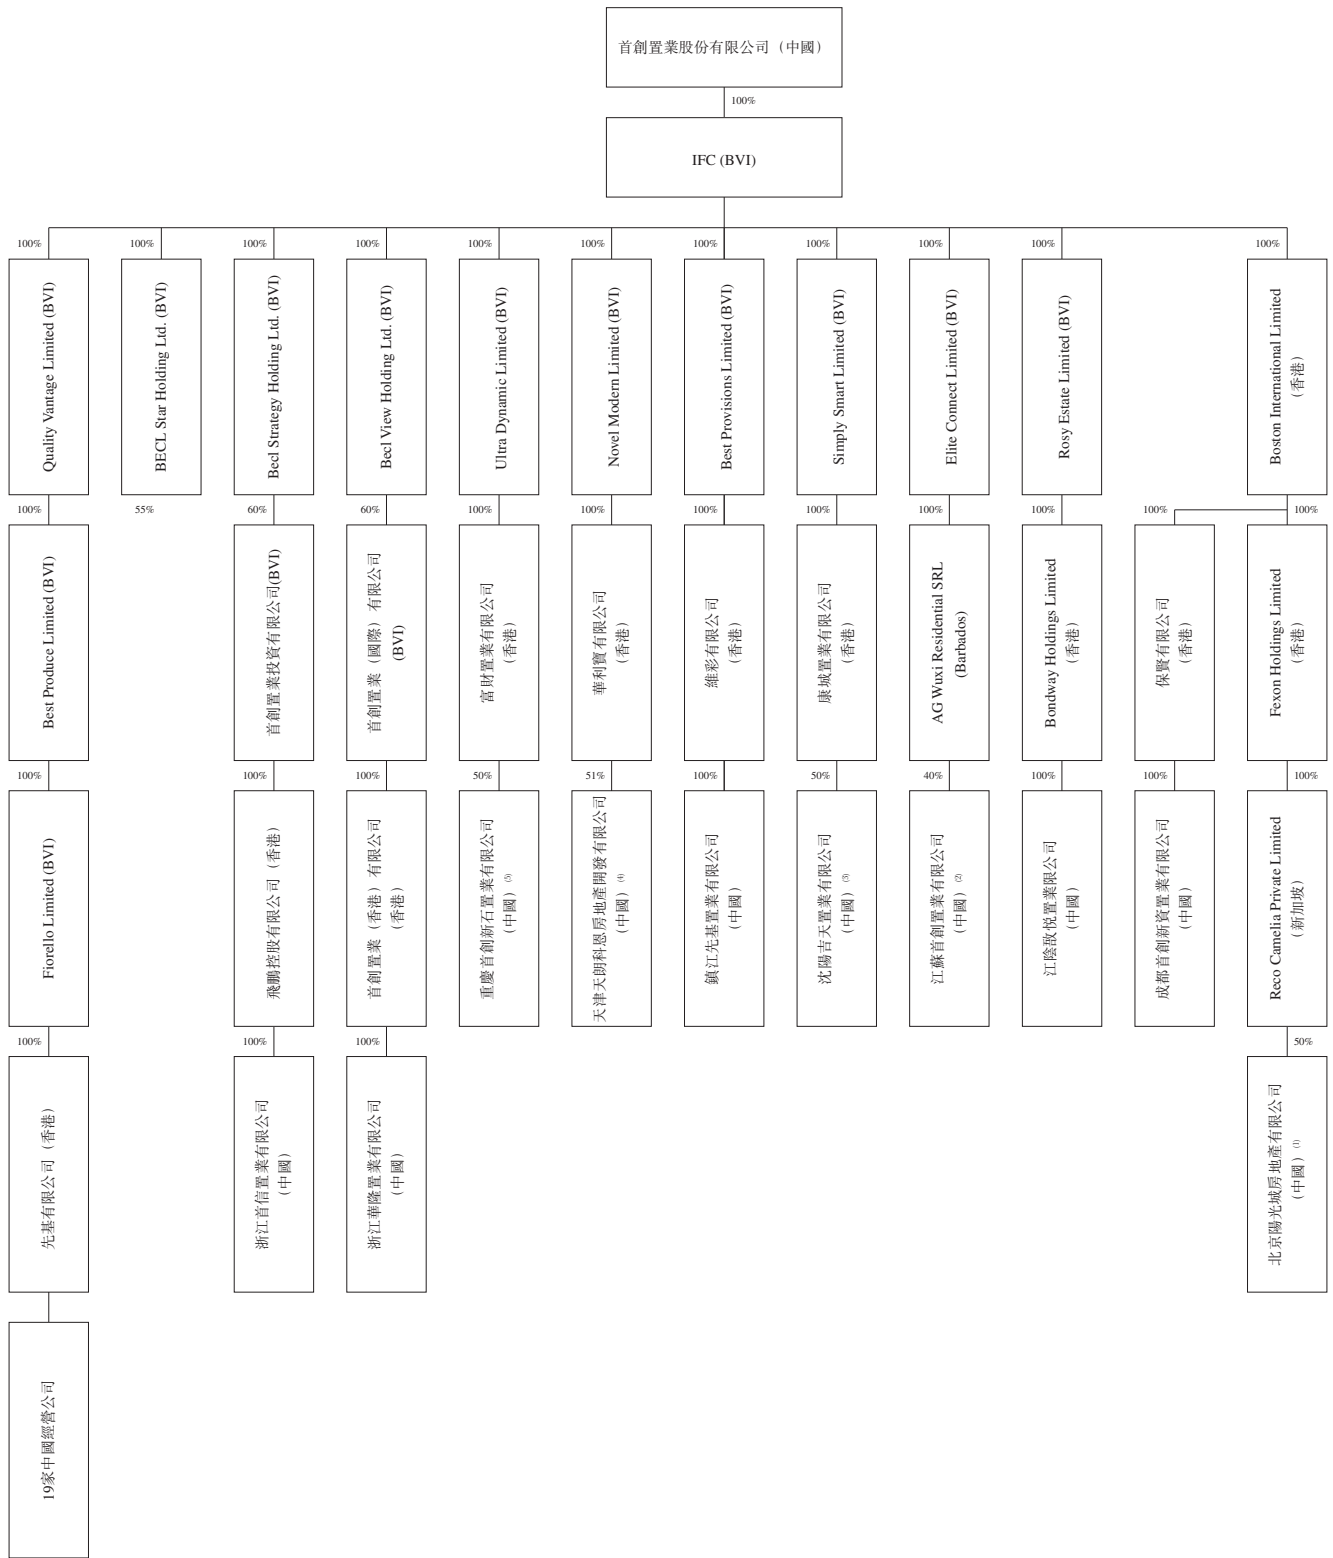 首創置業股份有限公司（中國）
100%
IFC (BVI)
100%
100%
100%
100%
100%
100%
100%
100%
100%
100%
100%
Quality Vantage Limited (BVI)
BECL Star Holding Ltd. (BVI)
Becl Strategy Holding Ltd. (BVI)
Becl View Holding Ltd. (BVI)
Ultra Dynamic Limited (BVI)
Novel Modern Limited (BVI)
Best Provisions Limited (BVI)
Simply Smart Limited (BVI)
Elite Connect Limited (BVI)
Rosy Estate Limited (BVI)
Boston International Limited
（香港）
100%
55%
60%
60%
100%
100%
100%
100%
100%
100%
100%
100%
Best Produce Limited (BVI)
首創置業投資有限公司(BVI)
首創置業（國際）有限公司
(BVI)
富財置業有限公司
（香港）
華利寶有限公司
（香港）
維彩有限公司
（香港）
康城置業有限公司
（香港）
AG Wuxi Residential SRL
(Barbados)
Bondway Holdings Limited
（香港）
保賢有限公司
（香港）
Fexon Holdings Limited
（香港）
100%
100%
100%
50%
51%
100%
50%
40%
100%
100%
100%
Fiorello Limited (BVI)
飛鵬控股有限公司（香港）
首創置業（香港）有限公司
（香港）
重慶首創新石置業有限公司
（中國）(5)
天津天朗科恩房地產開發有限公司
（中國）(4)
鎮江先基置業有限公司
（中國）
沈陽吉天置業有限公司
（中國）(3)
江蘇首創置業有限公司
（中國）(2)
江陰敔悅置業限公司
（中國）
成都首創新資置業有限公司
（中國）
Reco Camelia Private Limited
（新加坡）
100%
100%
100%
50%
先基有限公司（香港）
浙江首信置業有限公司
（中國）
浙江華隆置業有限公司
（中國）
北京陽光城房地產有限公司
（中國）(1)
19家中國經營公司